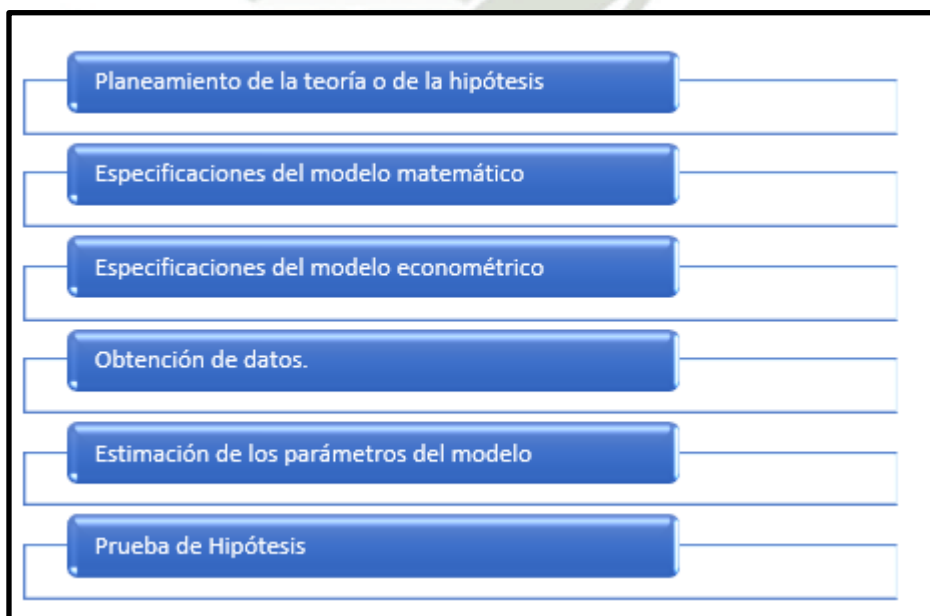 Planeamiento de la teoría o de la hipótesis
Especificaciones del modelo matemático
Especificaciones del modelo econométrico
Obtención de datos.
Estimación de los parámetros del modelo
Prueba de Hipótesis